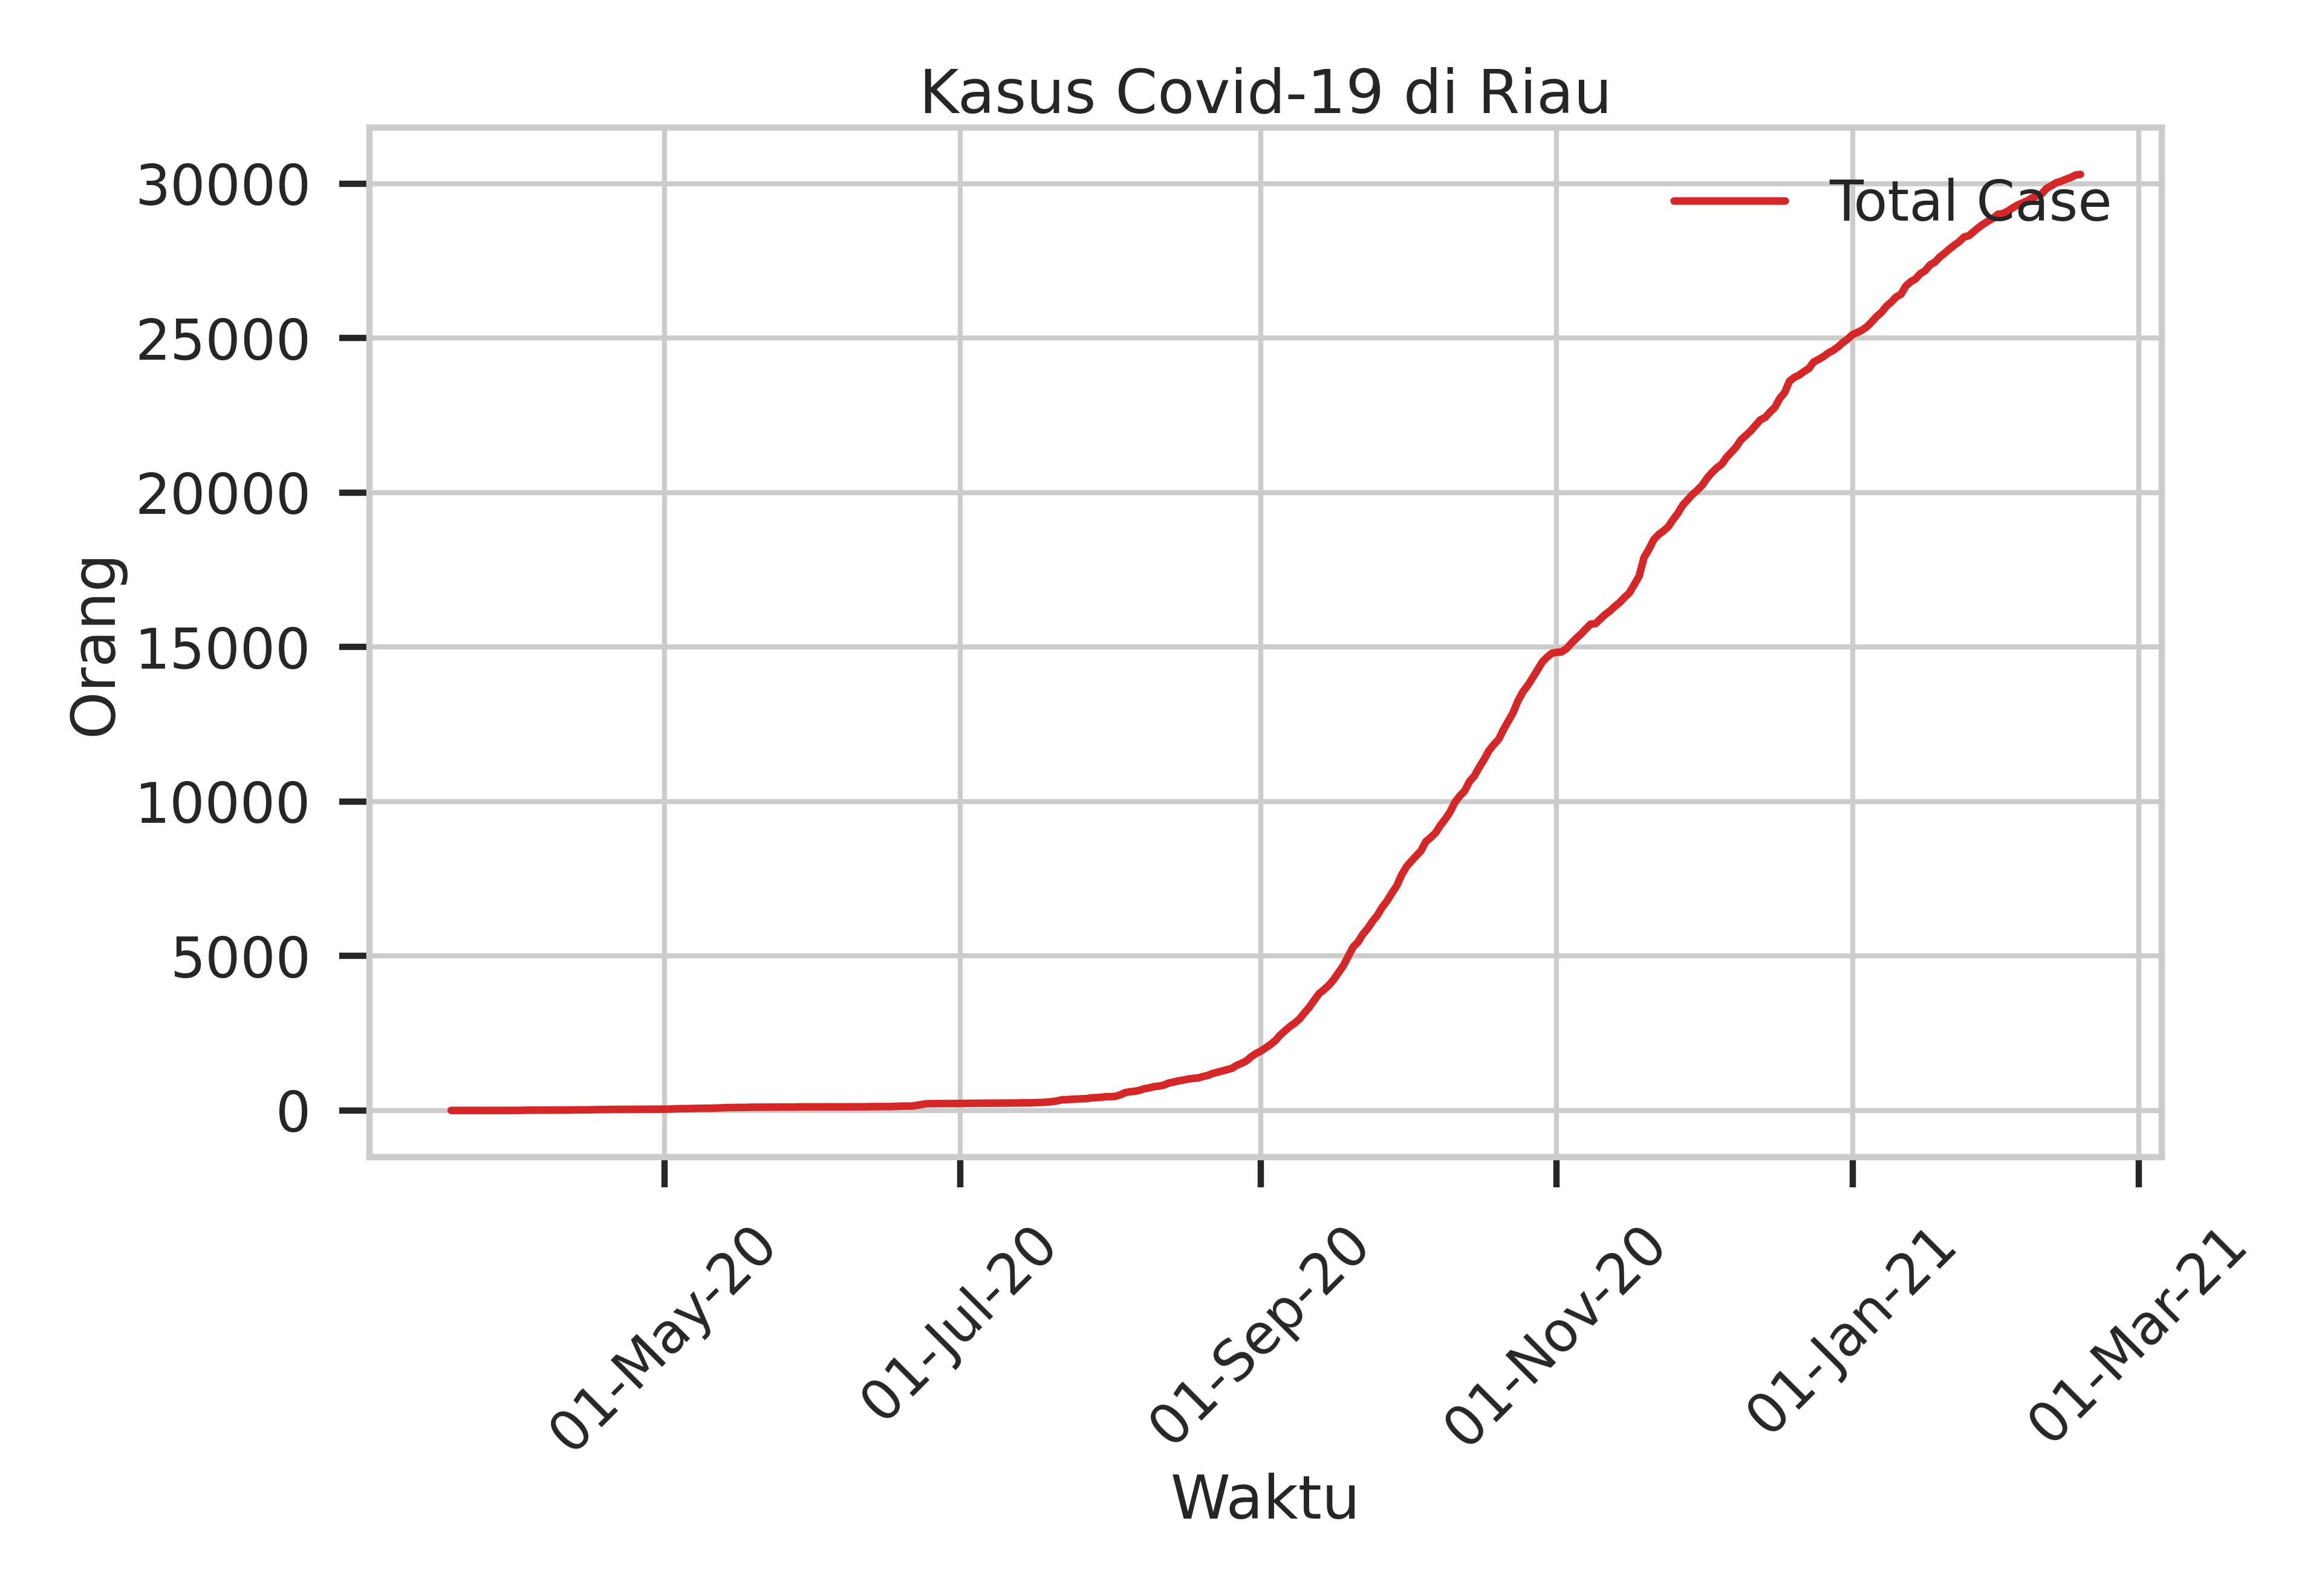 Kasus Covid-19 di Riau
Total Case
30000
25000
20000
15000
10000
5000
0
Orang
01-May-20
01-Jul-20
01-Sep-20
01-Nov-20
01-Jan-21
01-Mar-21
Waktu